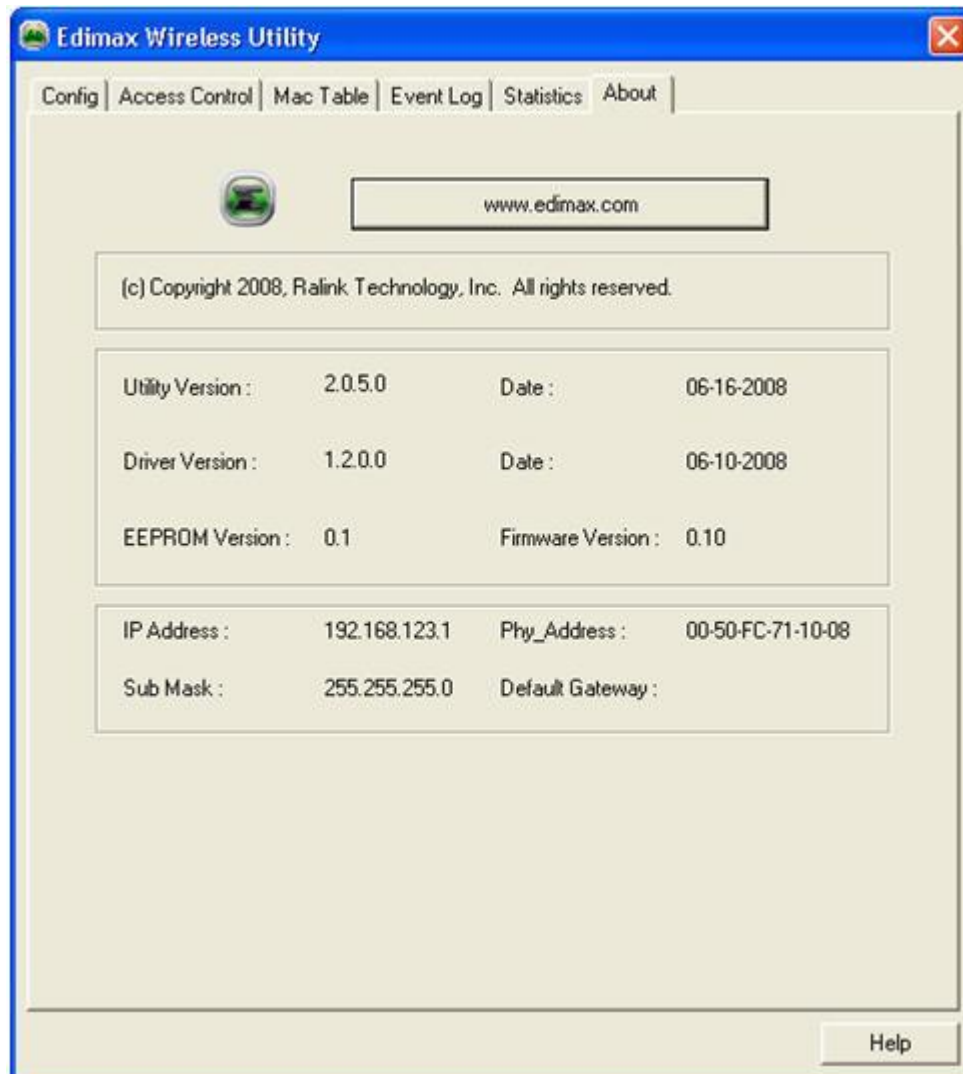 Edimax Wireless Utility
Config Access Control Mac Table Event Log Statistics About
www.edimax.com
(c) Copyright 2008, Ralink Technology, Inc. All rights reserved.
Utility Version : 2.0.5.0 Date : 06-16-2008
Driver Version : 1.2.0.0 Date : 06-10-2008
EEPROM Version : 0.1 Firmware Version : 0.10
IP Address : 192.168.123.1 Phy_Address : 00-50-FC-71-10-08
Sub Mask : 255.255.255.0 Default Gateway :
Help